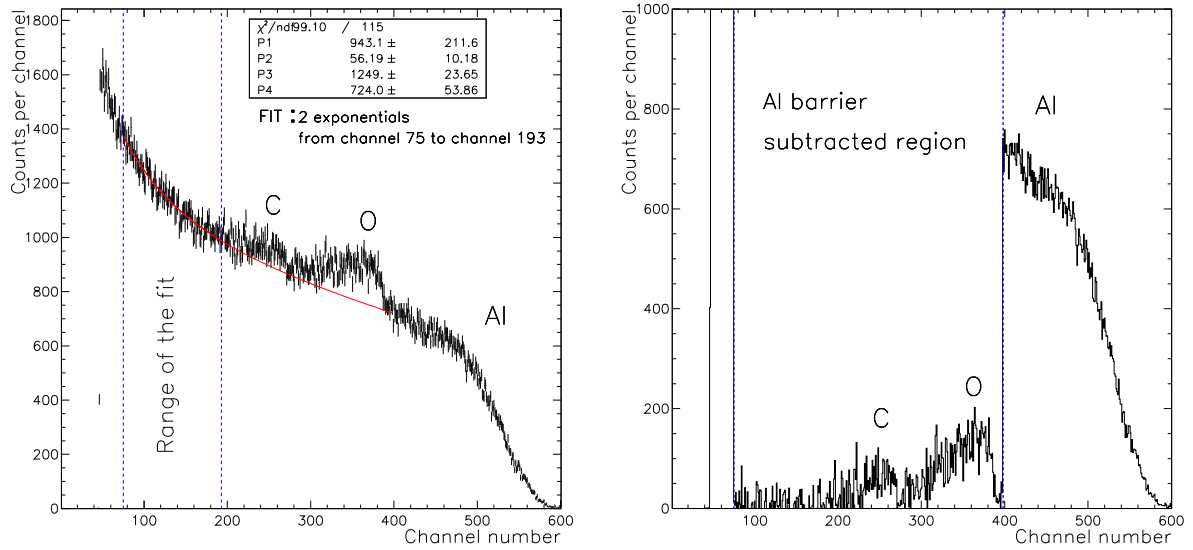 χ²/ndf99.10 / 115
P1 943.1 ± 211.6
P2 56.19 ± 10.18
P3 1249. ± 23.65
P4 724.0 ± 53.86
FIT : 2 exponentials
from channel 75 to channel 193
Counts per channel
1800
1600
1400
1200
1000
800
600
400
200
0
C
O
Al
Range of the fit
100
200
300
400
500
600
Channel number
Counts per channel
1000
800
600
400
200
0
Al barrier
subtracted region
Al
C
O
100
200
300
400
500
600
Channel number